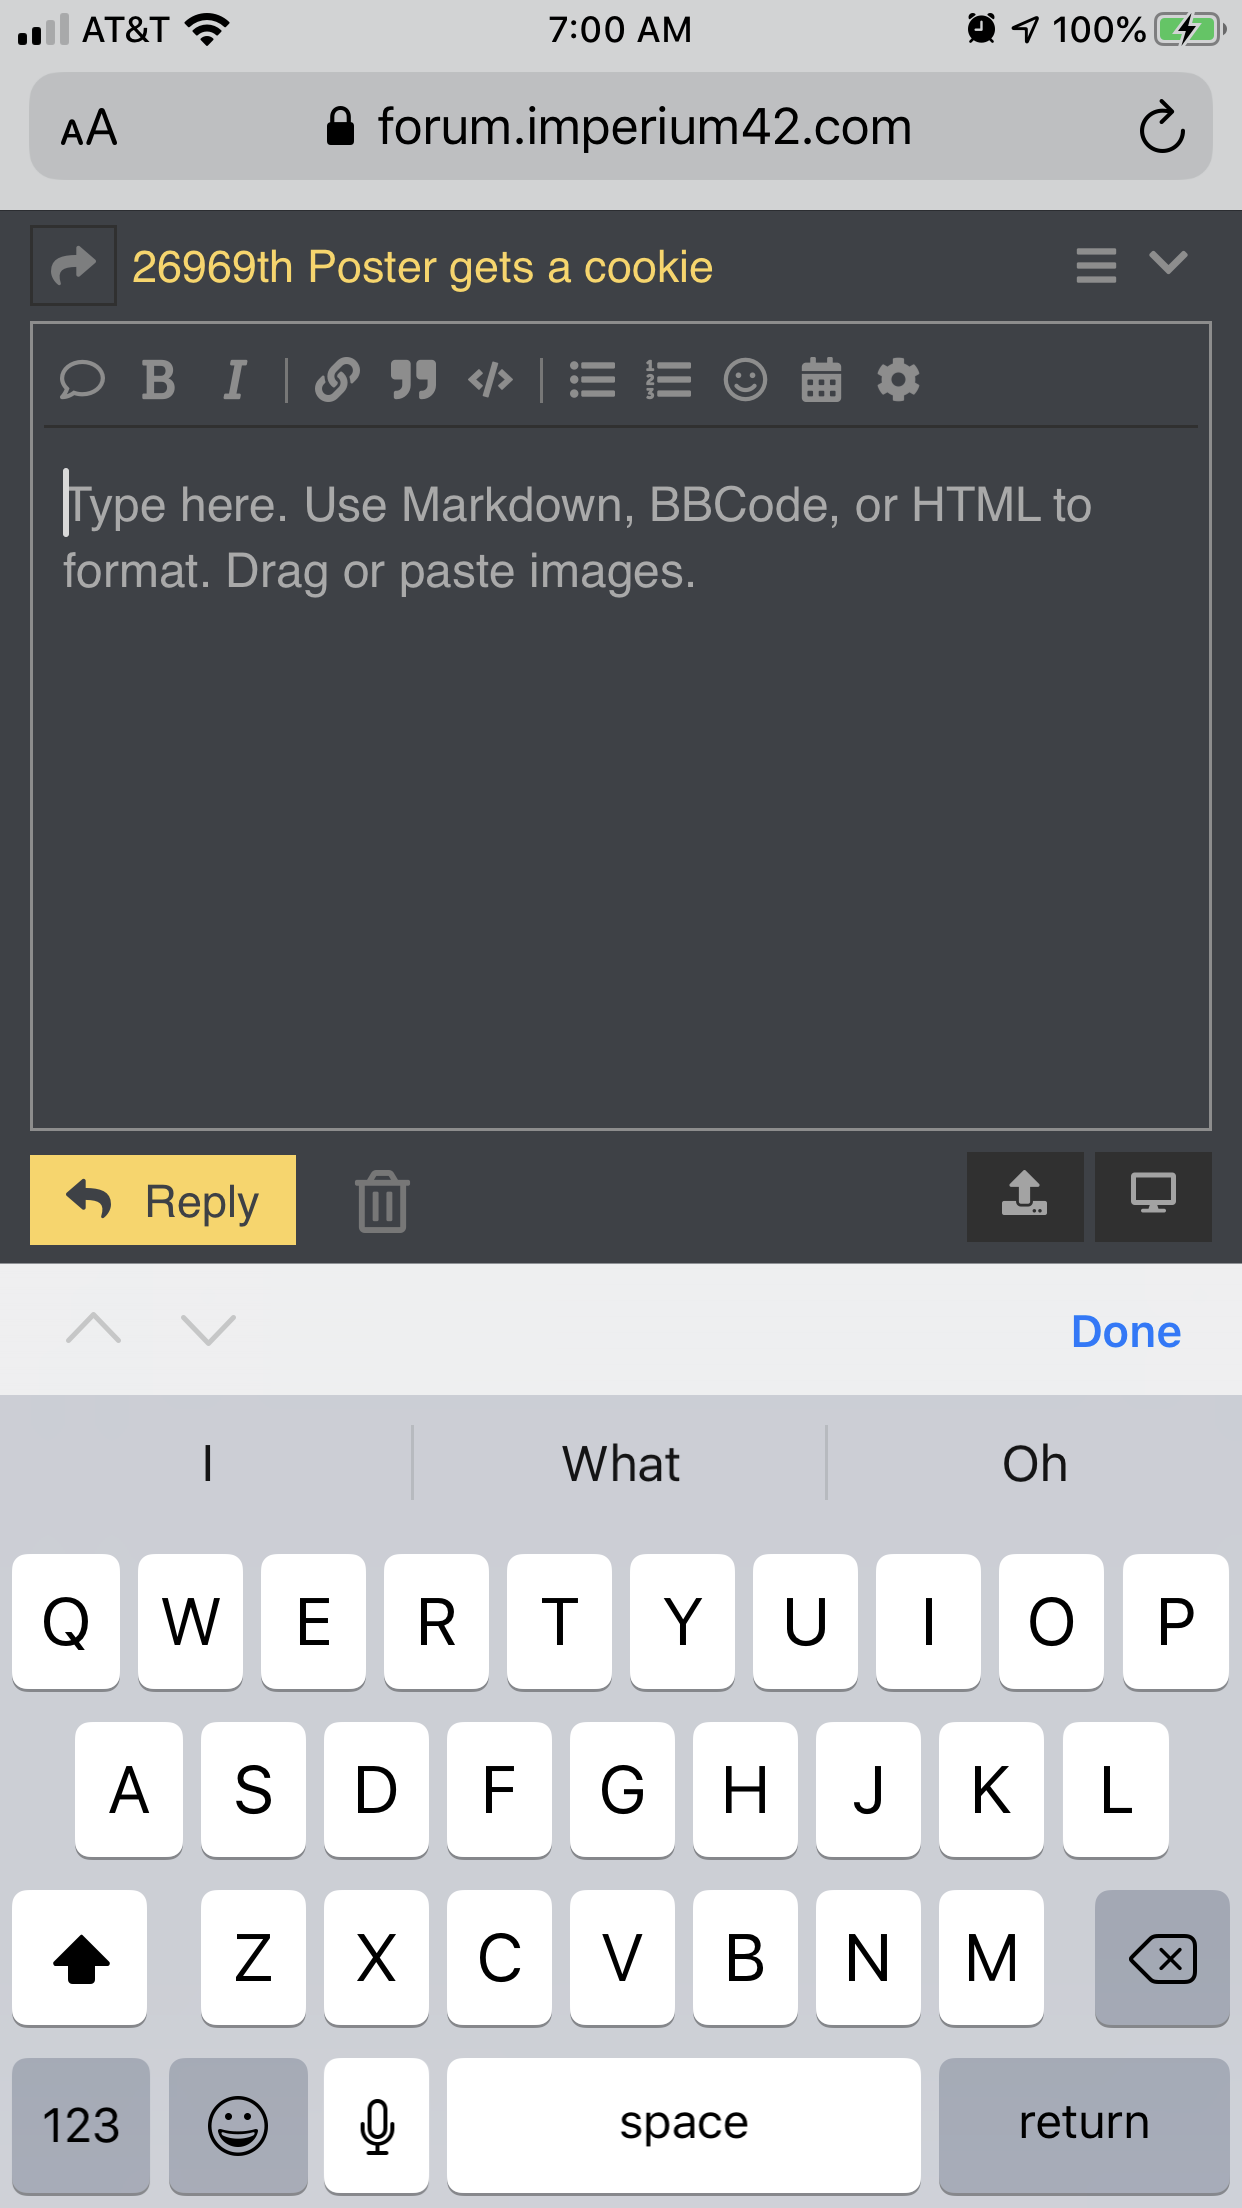 AT&T 7:00 AM 100%
AA forum.imperium42.com
26969th Poster gets a cookie
B I
Type here. Use Markdown, BBCode, or HTML to
format. Drag or paste images.
Reply
Done
I What Oh
Q W E R T Y U I O P
A S D F G H J K L
Z X C V B N M
123 space return